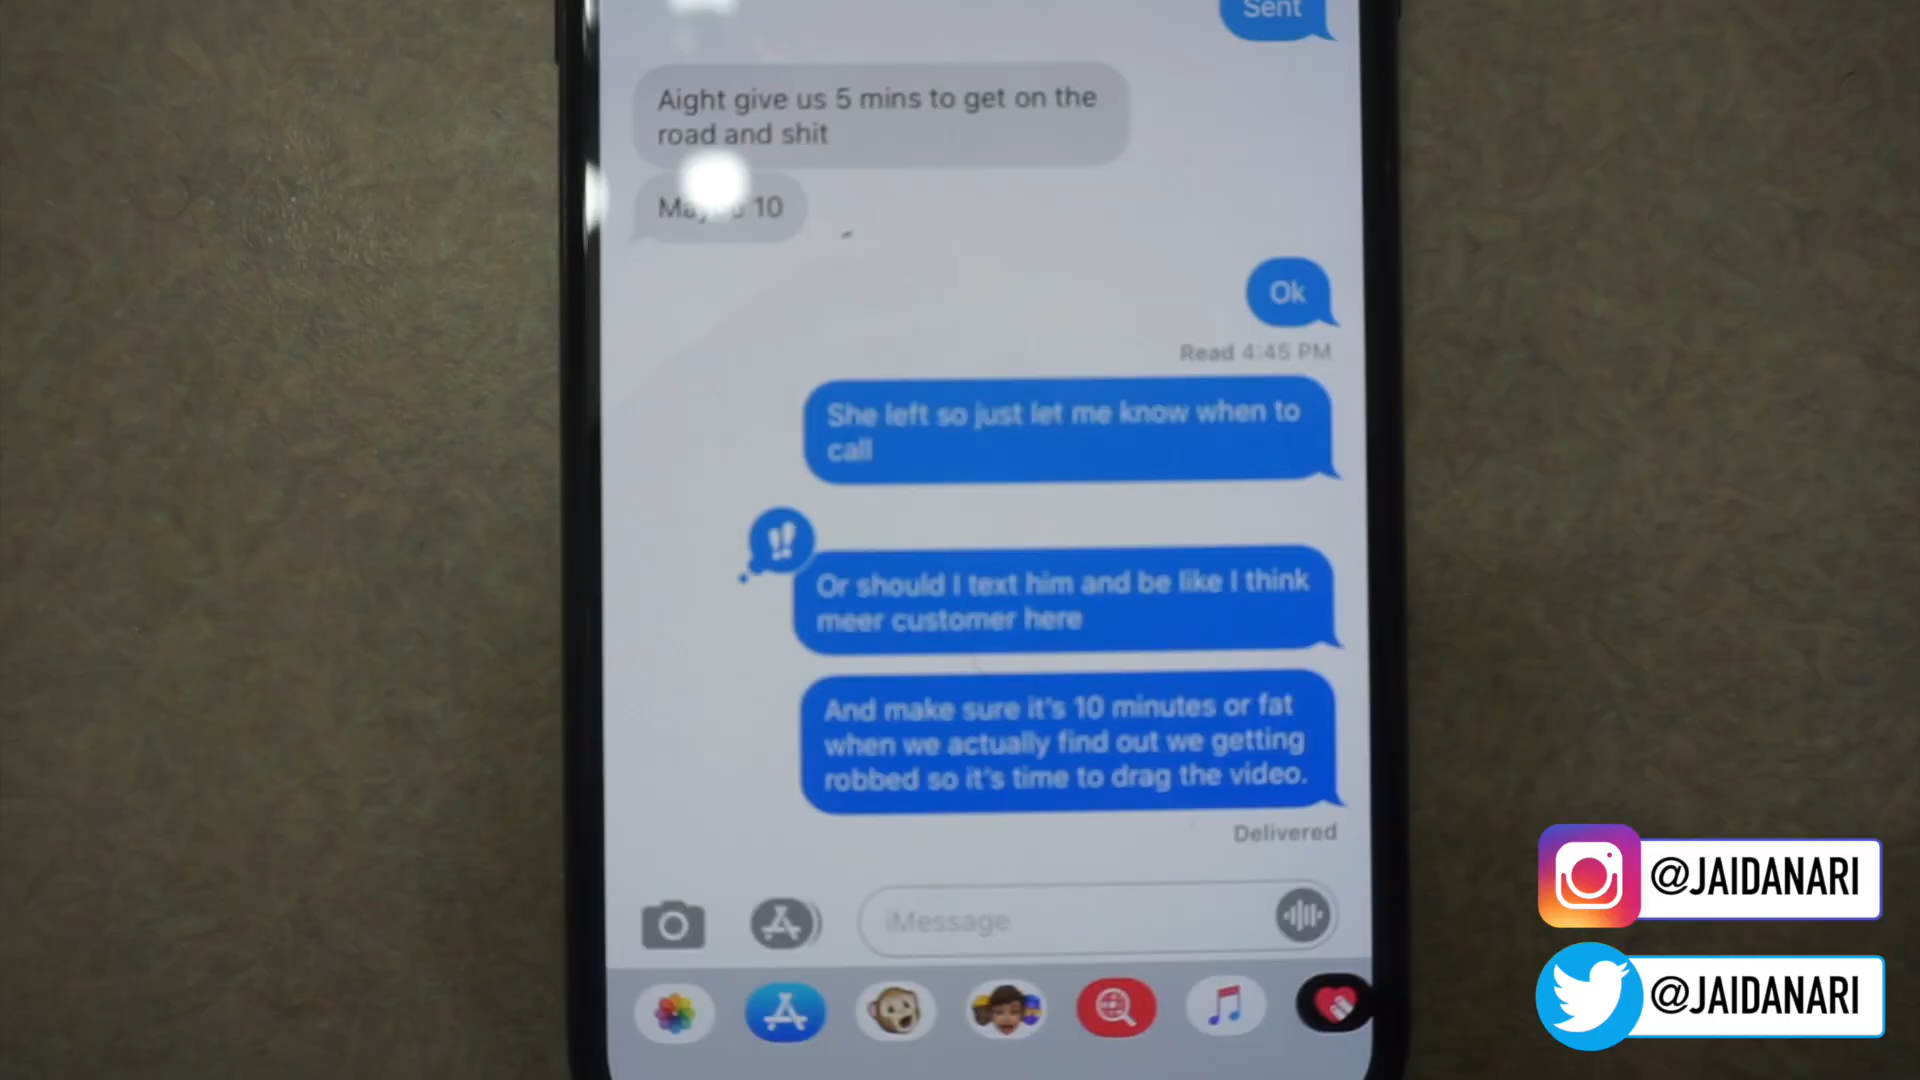 Sent
Aight give us 5 mins to get on the
road and shit
10
Ok
Read 4:45 PM
She left so just let me know when to
call
Or should I text him and be like I think
meer customer here
And make sure it's 10 minutes or fat
when we actually find out we getting
robbed so it's time to drag the video.
Delivered
iMessage
@JAIDANARI
@JAIDANARI